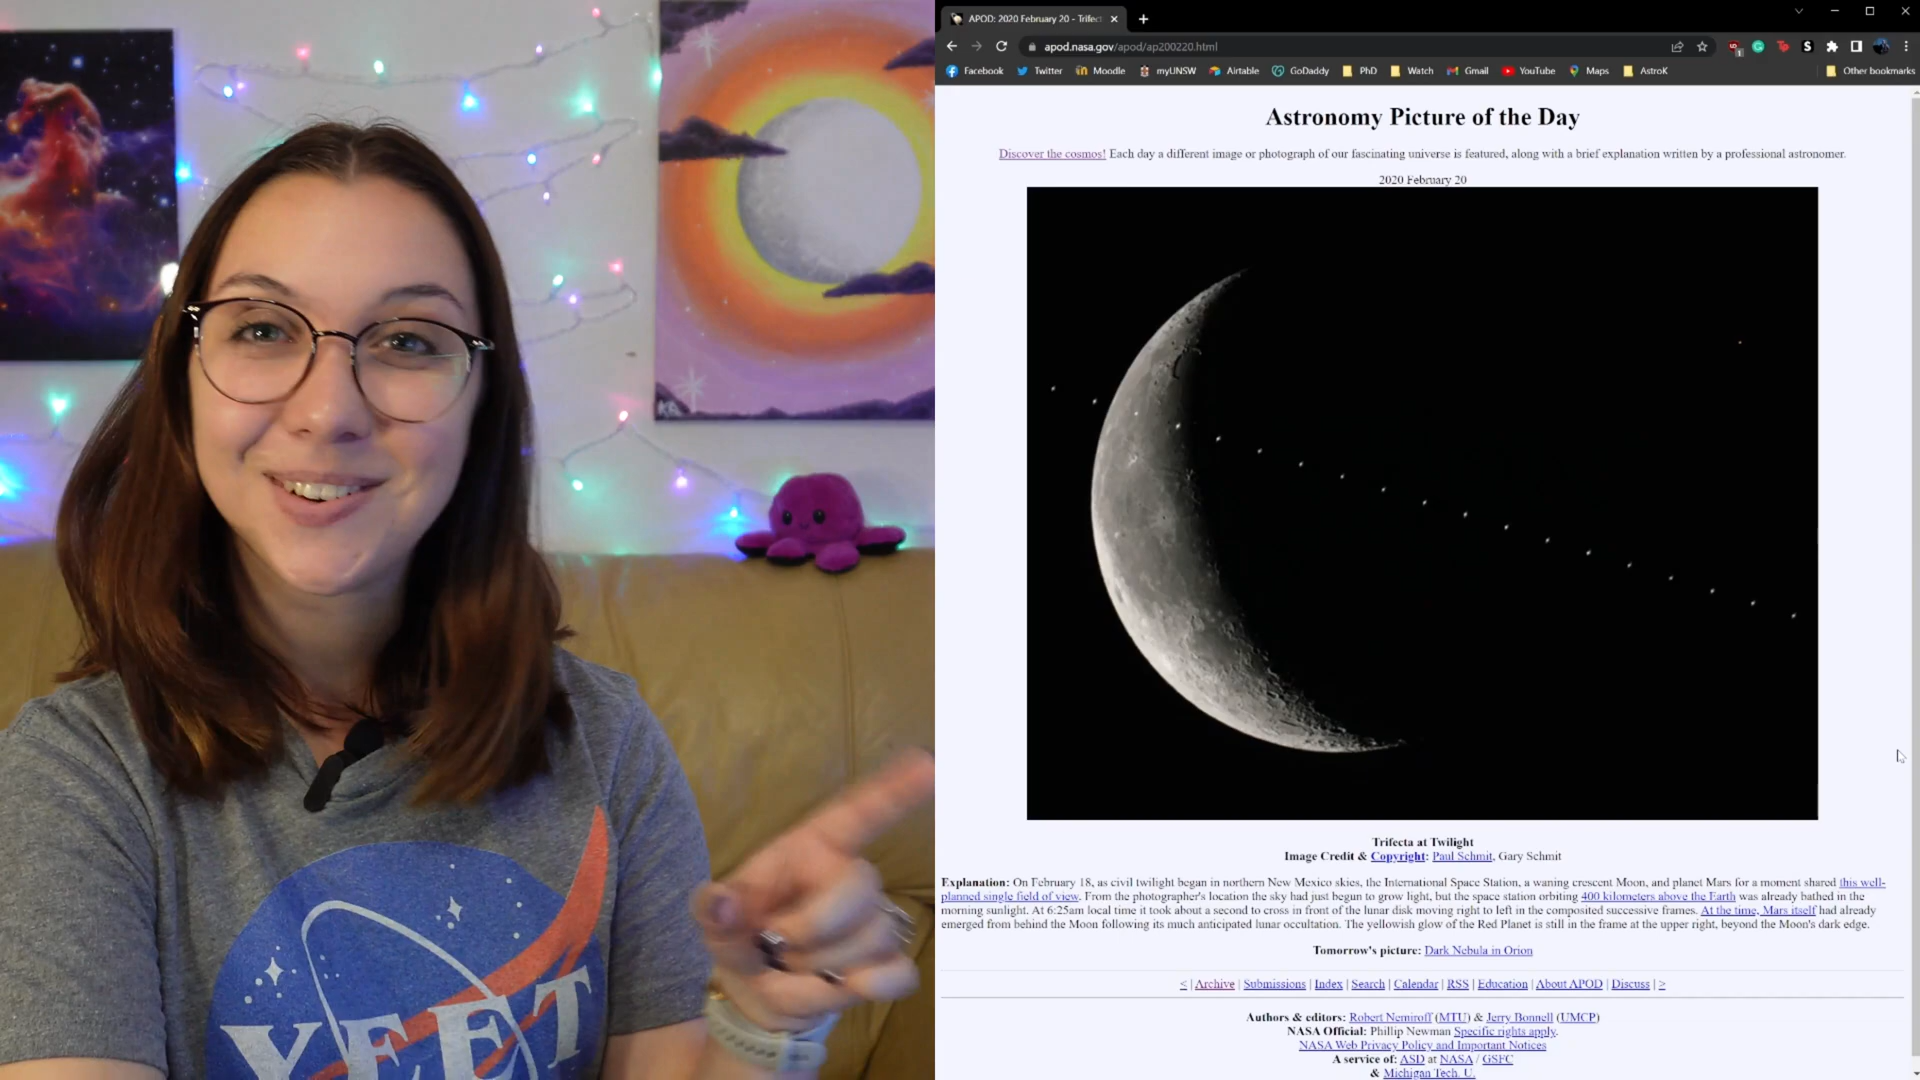 KB
YEET
APOD: 2020 February 20 - Trifect
apod.nasa.gov/apod/ap200220.html
Facebook Twitter Moodle myUNSW Airtable GoDaddy PhD Watch Gmail YouTube Maps AstroK Other bookmarks
Astronomy Picture of the Day
Discover the cosmos! Each day a different image or photograph of our fascinating universe is featured, along with a brief explanation written by a professional astronomer.
2020 February 20
Trifecta at Twilight
Image Credit & Copyright: Paul Schmit, Gary Schmit
Explanation: On February 18, as civil twilight began in northern New Mexico skies, the International Space Station, a waning crescent Moon, and planet Mars for a moment shared this well-
planned single field of view. From the photographer's location the sky had just begun to grow light, but the space station orbiting 400 kilometers above the Earth was already bathed in the
morning sunlight. At 6:25am local time it took about a second to cross in front of the lunar disk moving right to left in the composited successive frames. At the time, Mars itself had already
emerged from behind the Moon following its much anticipated lunar occultation. The yellowish glow of the Red Planet is still in the frame at the upper right, beyond the Moon's dark edge.
Tomorrow's picture: Dark Nebula in Orion
< | Archive | Submissions | Index | Search | Calendar | RSS | Education | About APOD | Discuss | >
Authors & editors: Robert Nemiroff (MTU) & Jerry Bonnell (UMCP)
NASA Official: Phillip Newman Specific rights apply.
NASA Web Privacy Policy and Important Notices
A service of: ASD at NASA / GSFC
& Michigan Tech. U.